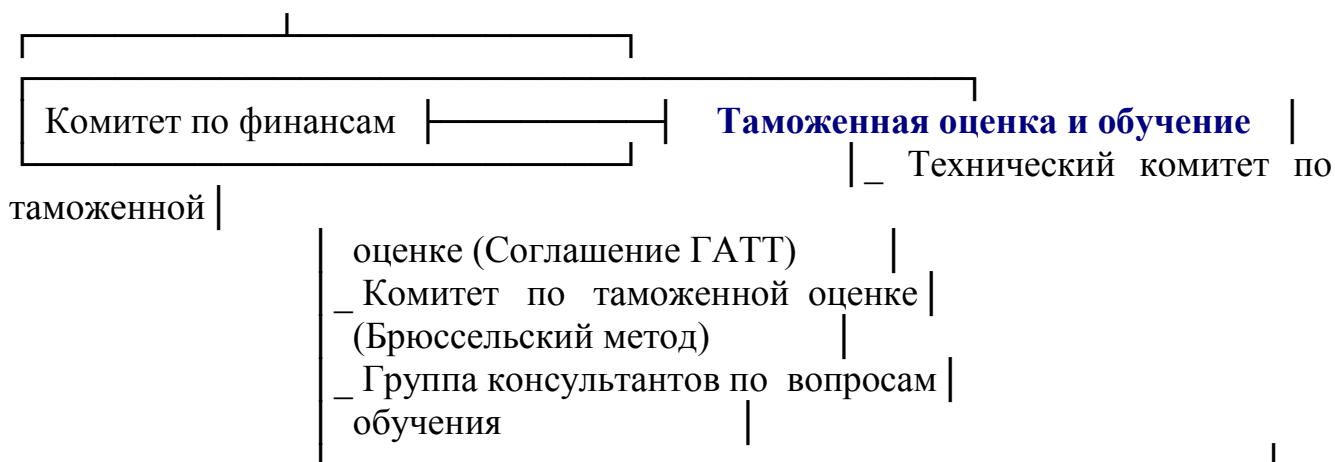 Комитет по финансам Таможенная оценка и обучение
_ Технический комитет по
таможенной
оценке (Соглашение ГАТТ)
_ Комитет по таможенной оценке
(Брюссельский метод)
_ Группа консультантов по вопросам
обучения